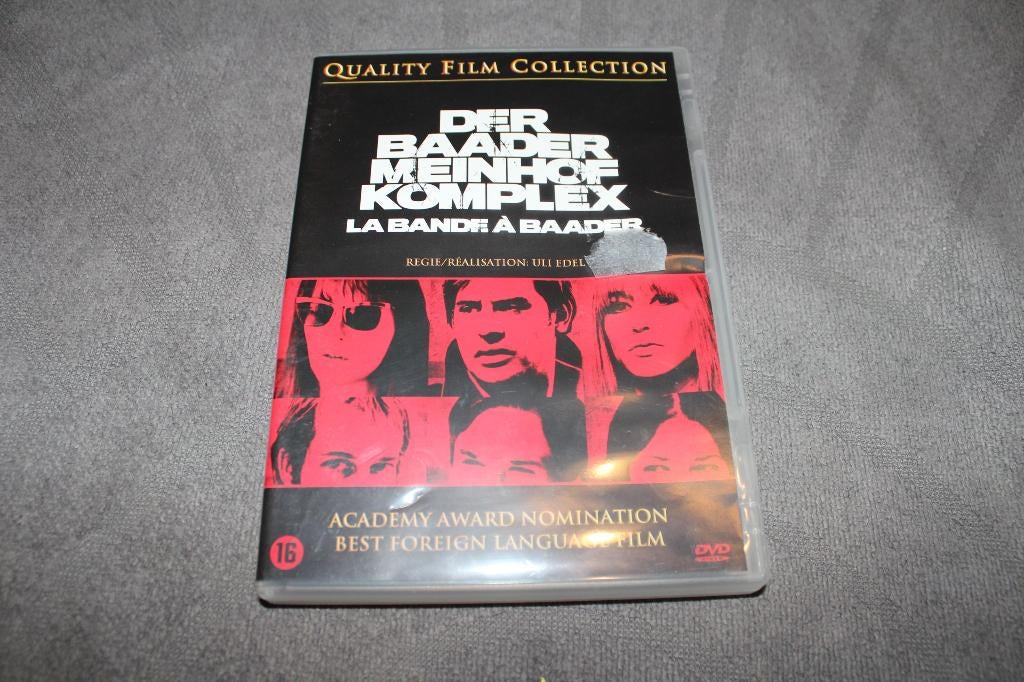 QUALITY FILM COLLECTION
DER
BAADER
MEINHOF
KOMPLEX
LA BANDE À BAADER
REGIE/RÉALISATION: ULI EDEL
ACADEMY AWARD NOMINATION
BEST FOREIGN LANGUAGE FILM
16
DVD